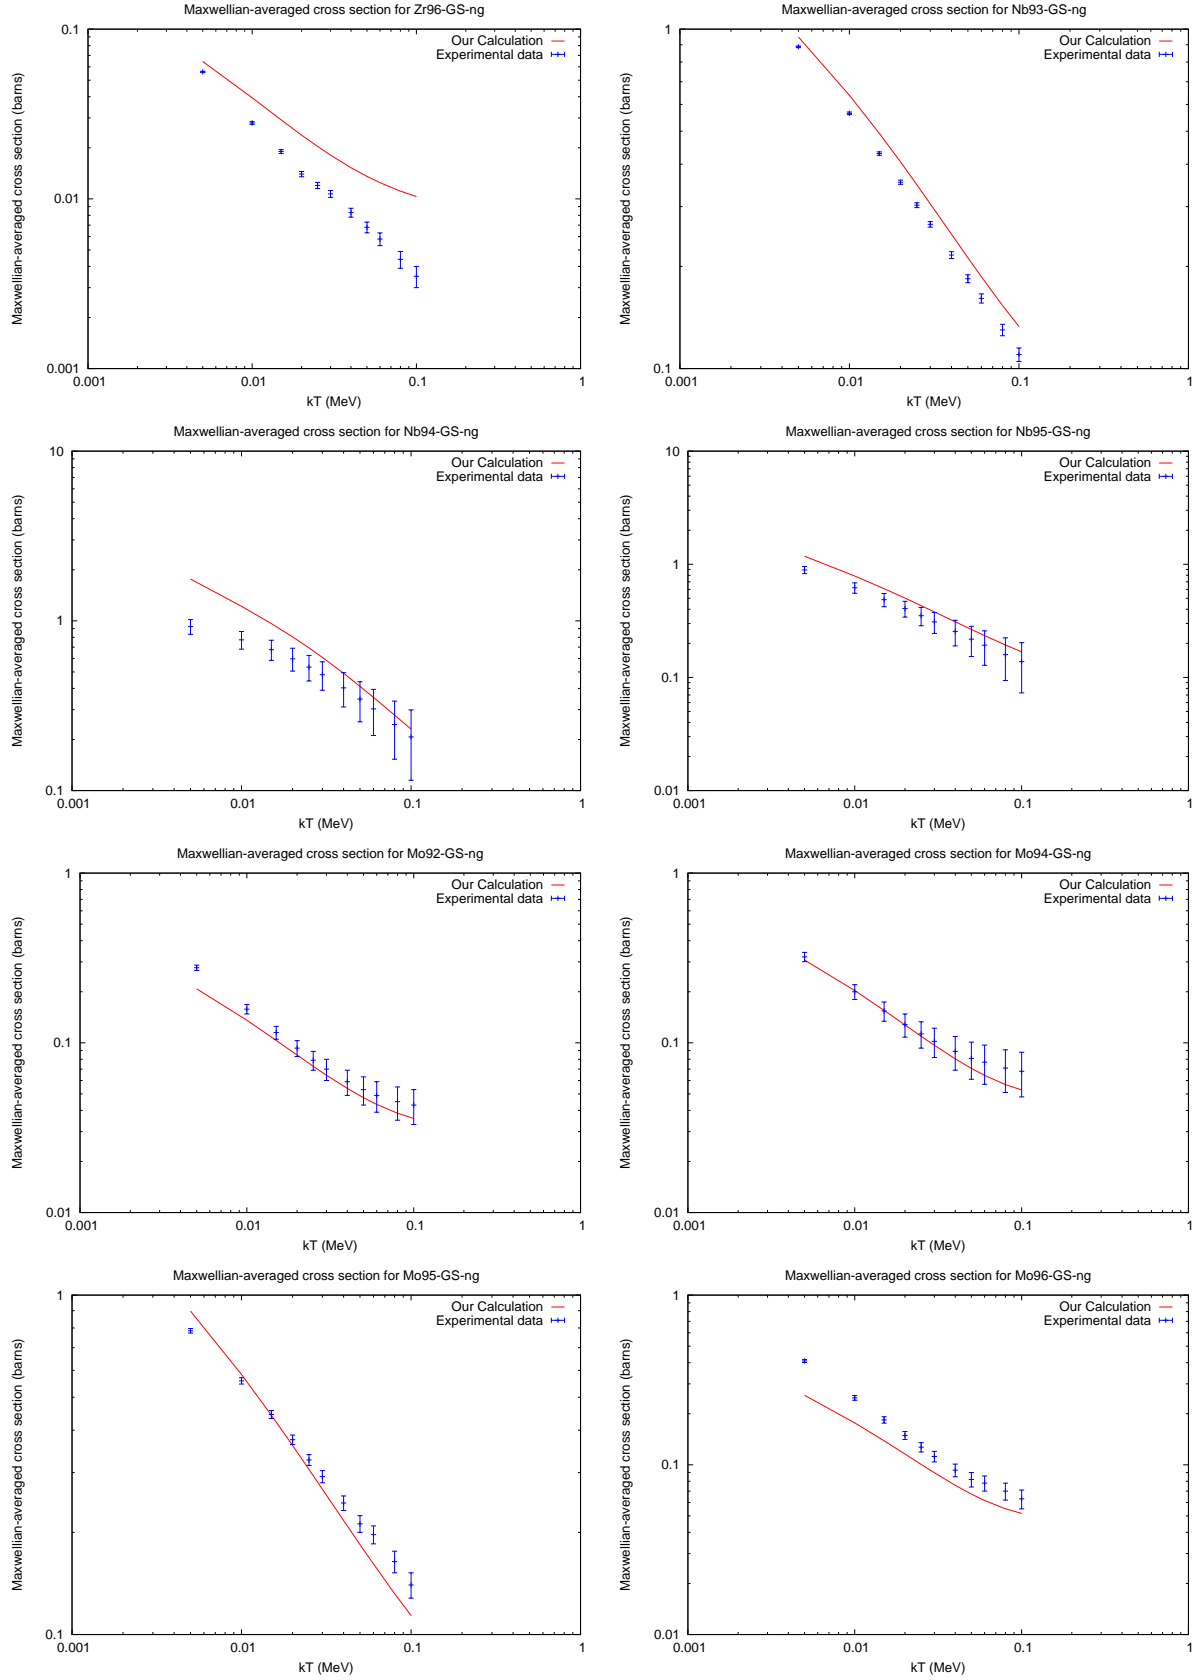 Maxwellian-averaged cross section for Zr96-GS-ng
0.1
Our Calculation
Experimental data
Maxwellian-averaged cross section (barns)
0.01
0.001
0.001
0.01
0.1
1
kT (MeV)
Maxwellian-averaged cross section for Nb93-GS-ng
1
Our Calculation
Experimental data
Maxwellian-averaged cross section (barns)
0.1
0.001
0.01
0.1
1
kT (MeV)
Maxwellian-averaged cross section for Nb94-GS-ng
10
Our Calculation
Experimental data
Maxwellian-averaged cross section (barns)
1
0.1
0.001
0.01
0.1
1
kT (MeV)
Maxwellian-averaged cross section for Nb95-GS-ng
10
Our Calculation
Experimental data
Maxwellian-averaged cross section (barns)
1
0.1
0.01
0.001
0.01
0.1
1
kT (MeV)
Maxwellian-averaged cross section for Mo92-GS-ng
1
Our Calculation
Experimental data
Maxwellian-averaged cross section (barns)
0.1
0.01
0.001
0.01
0.1
1
kT (MeV)
Maxwellian-averaged cross section for Mo94-GS-ng
1
Our Calculation
Experimental data
Maxwellian-averaged cross section (barns)
0.1
0.01
0.001
0.01
0.1
1
kT (MeV)
Maxwellian-averaged cross section for Mo95-GS-ng
1
Our Calculation
Experimental data
Maxwellian-averaged cross section (barns)
0.1
0.001
0.01
0.1
1
kT (MeV)
Maxwellian-averaged cross section for Mo96-GS-ng
1
Our Calculation
Experimental data
Maxwellian-averaged cross section (barns)
0.1
0.01
0.001
0.01
0.1
1
kT (MeV)